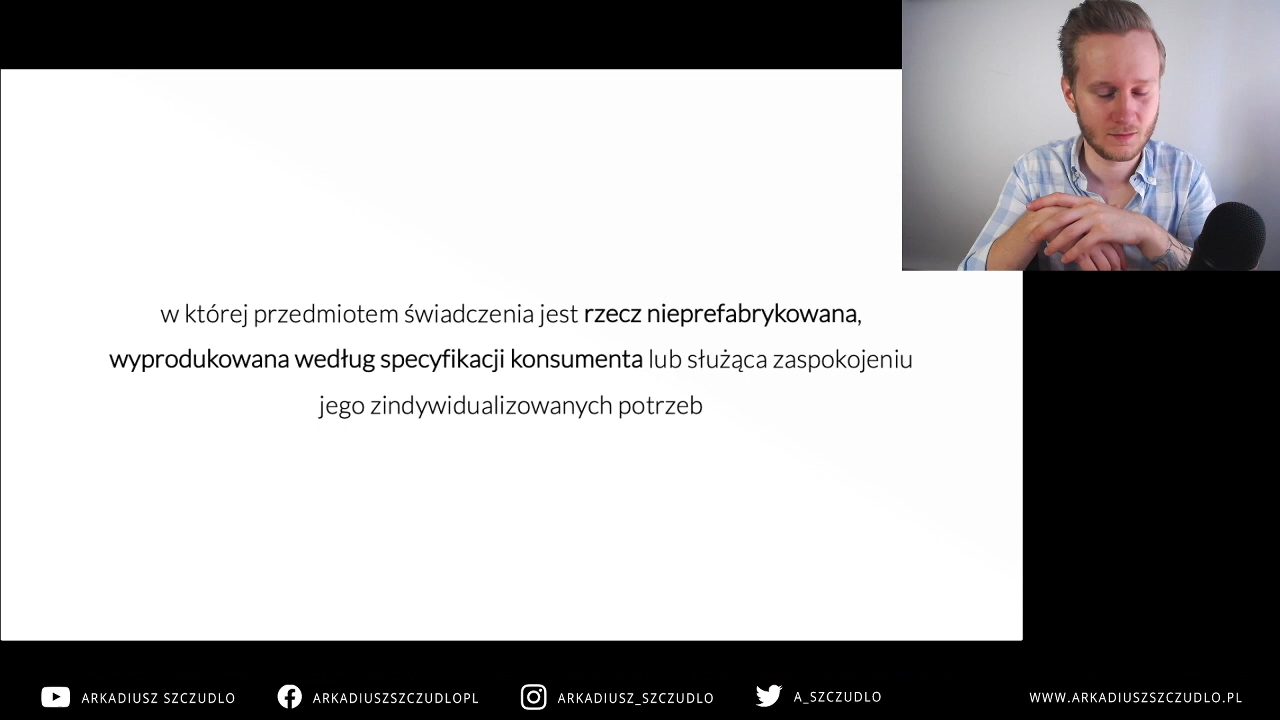 w której przedmiotem świadczenia jest rzecz nieprefabrykowana,
wyprodukowana według specyfikacji konsumenta lub służąca zaspokojeniu
jego zindywidualizowanych potrzeb
ARKADIUSZ SZCZUDLO
ARKADIUSZSZCZUDLOPL
ARKADIUSZ_SZCZUDLO
A_SZCZUDLO
WWW.ARKADIUSZSZCZUDLO.PL